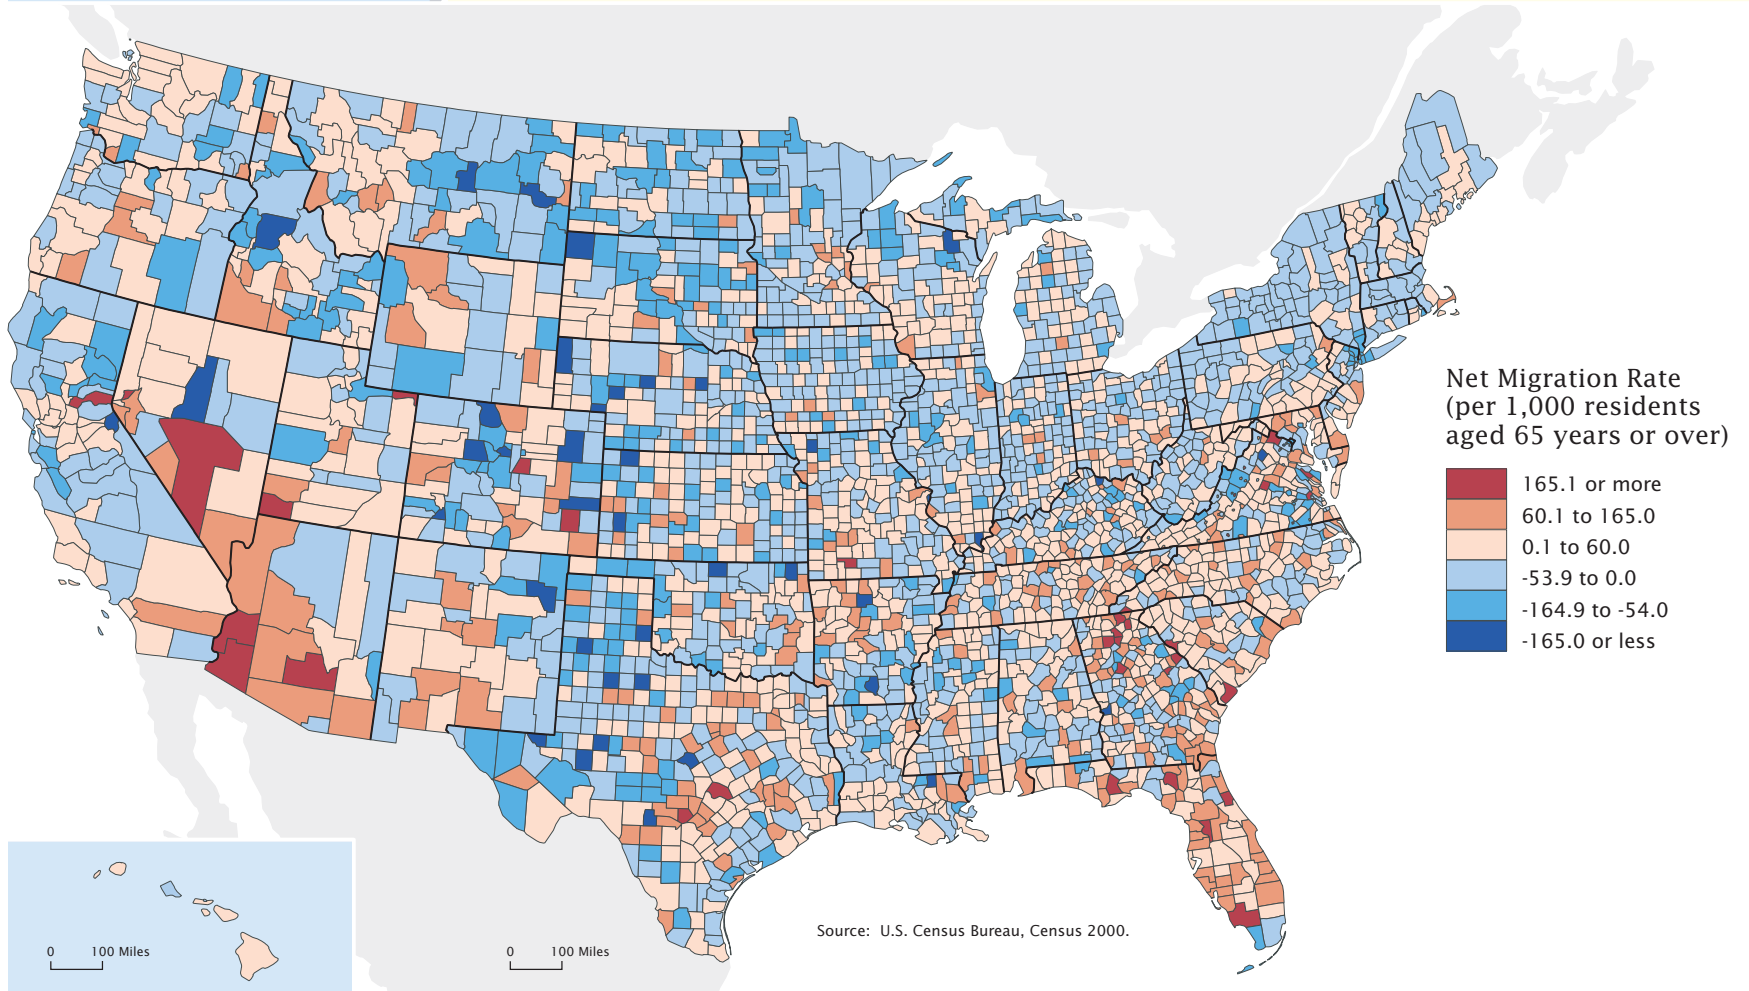 Net Migration Rate
(per 1,000 residents
aged 65 years or over)
165.1 or more
60.1 to 165.0
0.1 to 60.0
-53.9 to 0.0
-164.9 to -54.0
-165.0 or less
Source: U.S. Census Bureau, Census 2000.
0 100 Miles
0 100 Miles